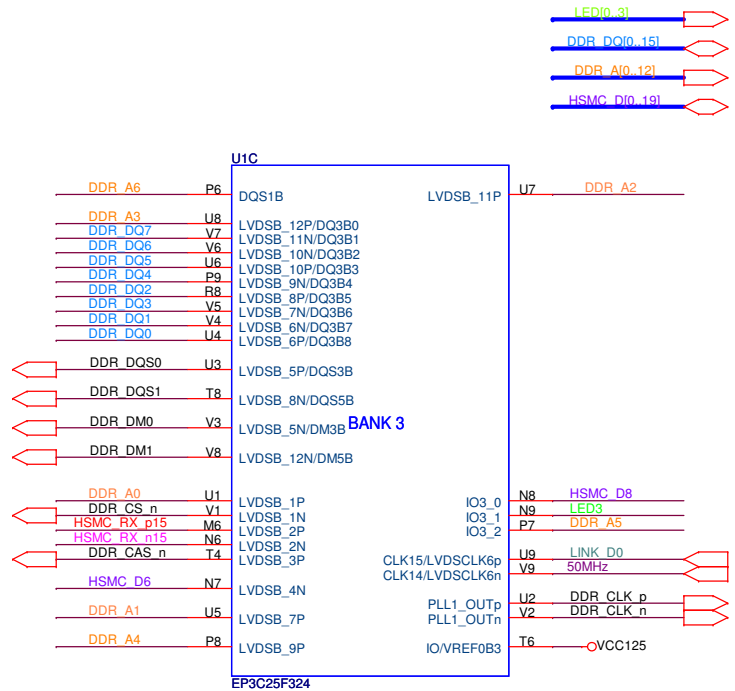 LED[0..3]
DDR_DQ[0..15]
DDR_A[0..12]
HSMC_D[0..19]
U1C
DDR_A6 P6 DQS1B LVDSB_11P U7 DDR_A2
DDR_A3 U8 LVDSB_12P/DQ3B0
DDR_DQ7 V7 LVDSB_11N/DQ3B1
DDR_DQ6 V6 LVDSB_10N/DQ3B2
DDR_DQ5 U6 LVDSB_10P/DQ3B3
DDR_DQ4 P9 LVDSB_9N/DQ3B4
DDR_DQ2 R8 LVDSB_8P/DQ3B5
DDR_DQ3 V5 LVDSB_7N/DQ3B6
DDR_DQ1 V4 LVDSB_6N/DQ3B7
DDR_DQ0 U4 LVDSB_6P/DQ3B8
DDR_DQS0 U3 LVDSB_5P/DQS3B
DDR_DQS1 T8 LVDSB_8N/DQS5B
DDR_DM0 V3 LVDSB_5N/DM3B BANK 3
DDR_DM1 V8 LVDSB_12N/DM5B
DDR_A0 U1 LVDSB_1P IO3_0 N8 HSMC_D8
DDR_CS_n V1 LVDSB_1N IO3_1 N9 LED3
HSMC_RX_p15 M6 LVDSB_2P IO3_2 P7 DDR_A5
HSMC_RX_n15 N6 LVDSB_2N
DDR_CAS_n T4 LVDSB_3P CLK15/LVDSCLK6p U9 LINK_D0
CLK14/LVDSCLK6n V9 50MHz
HSMC_D6 N7 LVDSB_4N
PLL1_OUTp U2 DDR_CLK_p
DDR_A1 U5 LVDSB_7P PLL1_OUTn V2 DDR_CLK_n
DDR_A4 P8 LVDSB_9P IO/VREF0B3 T6 VCC125
EP3C25F324